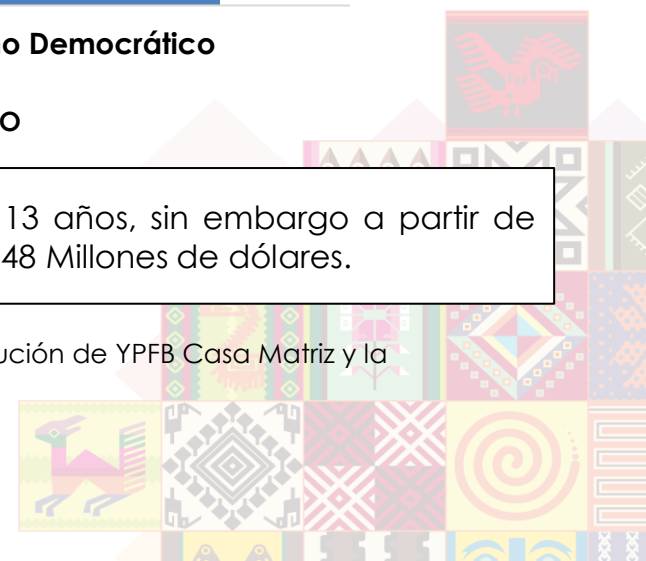 o Democrático
O
13 años, sin embargo a partir de
48 Millones de dólares.
ución de YPFB Casa Matriz y la